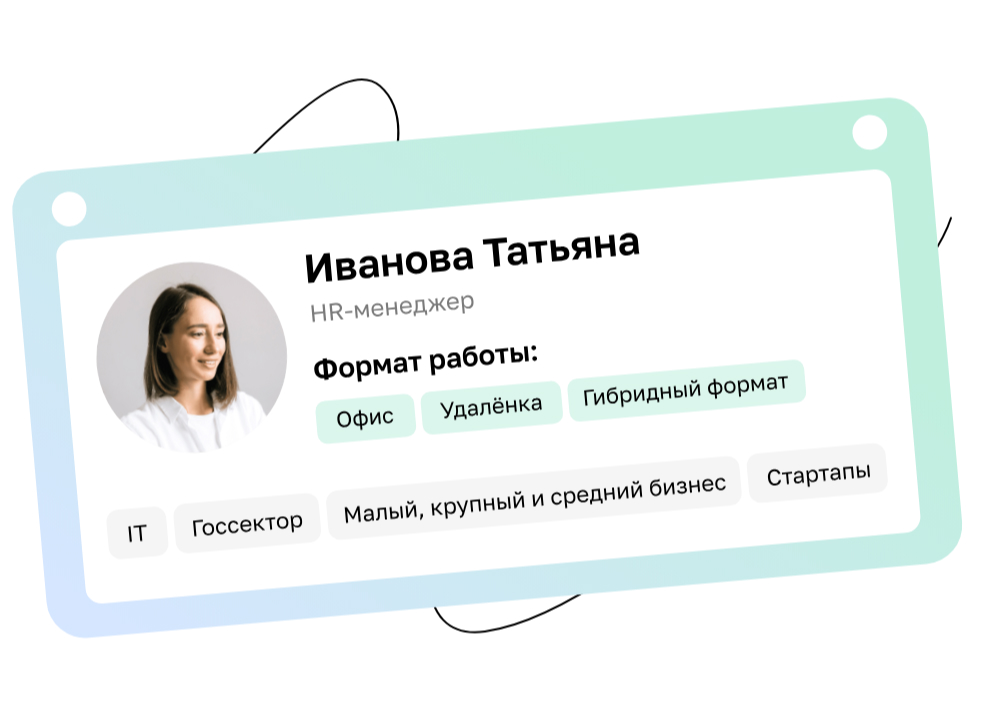 Иванова Татьяна
HR-менеджер
Формат работы:
Офис Удалёнка Гибридный формат
IT Госсектор Малый, крупный и средний бизнес Стартапы